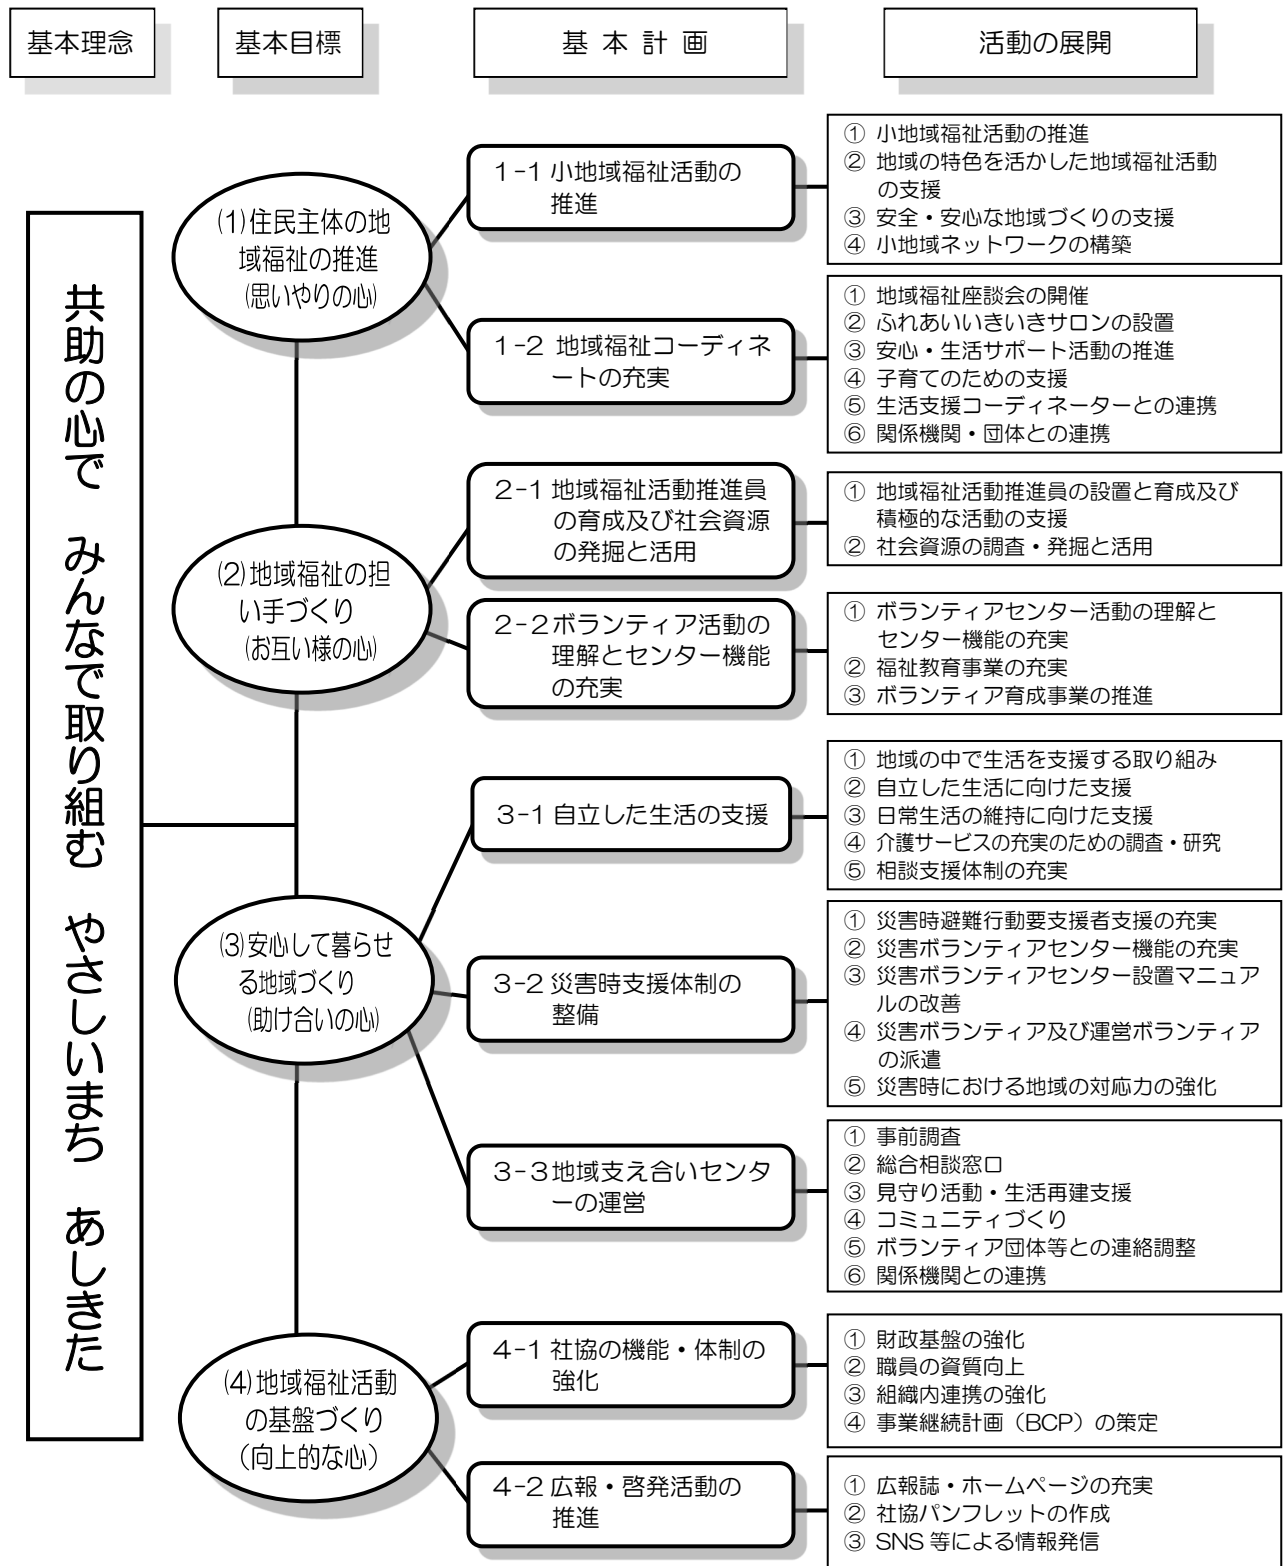 基本理念
基本目標
基本計画
活動の展開
共助の心で みんなで取り組む やさしいまち あしきた
(1)住民主体の地
域福祉の推進
(思いやりの心)
1-1 小地域福祉活動の
推進
① 小地域福祉活動の推進
② 地域の特色を活かした地域福祉活動
の支援
③ 安全・安心な地域づくりの支援
④ 小地域ネットワークの構築
1-2 地域福祉コーディネ
ートの充実
① 地域福祉座談会の開催
② ふれあいいきいきサロンの設置
③ 安心・生活サポート活動の推進
④ 子育てのための支援
⑤ 生活支援コーディネーターとの連携
⑥ 関係機関・団体との連携
(2)地域福祉の担
い手づくり
(お互い様の心)
2-1 地域福祉活動推進員
の育成及び社会資源
の発掘と活用
① 地域福祉活動推進員の設置と育成及び
積極的な活動の支援
② 社会資源の調査・発掘と活用
2-2ボランティア活動の
理解とセンター機能
の充実
① ボランティアセンター活動の理解と
センター機能の充実
② 福祉教育事業の充実
③ ボランティア育成事業の推進
(3)安心して暮らせ
る地域づくり
(助け合いの心)
3-1 自立した生活の支援
① 地域の中で生活を支援する取り組み
② 自立した生活に向けた支援
③ 日常生活の維持に向けた支援
④ 介護サービスの充実のための調査・研究
⑤ 相談支援体制の充実
3-2 災害時支援体制の
整備
① 災害時避難行動要支援者支援の充実
② 災害ボランティアセンター機能の充実
③ 災害ボランティアセンター設置マニュア
ルの改善
④ 災害ボランティア及び運営ボランティア
の派遣
⑤ 災害時における地域の対応力の強化
3-3地域支え合いセンタ
ーの運営
① 事前調査
② 総合相談窓口
③ 見守り活動・生活再建支援
④ コミュニティづくり
⑤ ボランティア団体等との連絡調整
⑥ 関係機関との連携
(4)地域福祉活動
の基盤づくり
(向上的な心)
4-1 社協の機能・体制の
強化
① 財政基盤の強化
② 職員の資質向上
③ 組織内連携の強化
④ 事業継続計画(BCP)の策定
4-2 広報・啓発活動の
推進
① 広報誌・ホームページの充実
② 社協パンフレットの作成
③ SNS 等による情報発信